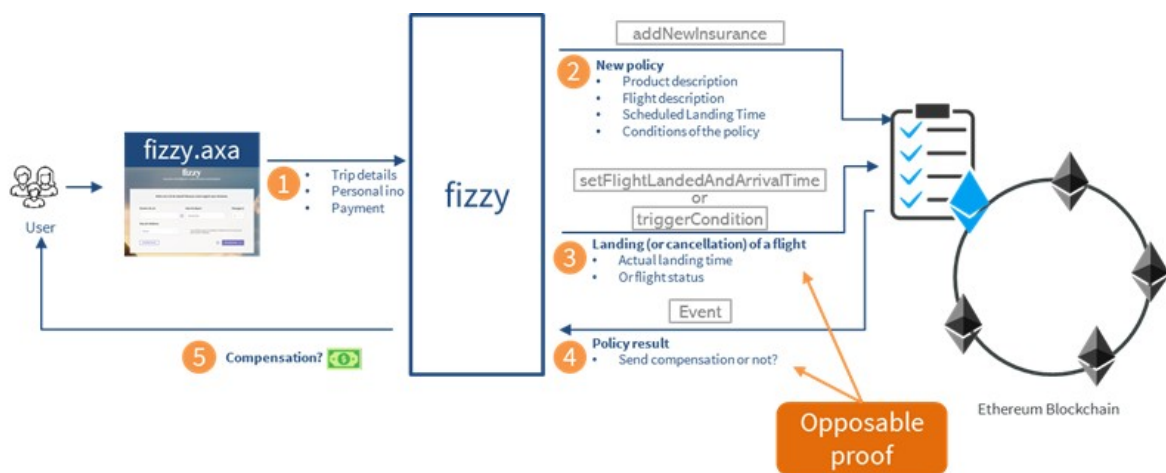 fizzy.axa
fizzy
User
1
• Trip details
• Personal ino
• Payment
fizzy
addNewInsurance
2
New policy
• Product description
• Flight description
• Scheduled Landing Time
• Conditions of the policy
setFlightLandedAndArrivalTime
or
triggerCondition
3
Landing (or cancellation) of a flight
• Actual landing time
• Or flight status
Event
4
Policy result
• Send compensation or not?
5
Compensation?
Opposable
proof
Ethereum Blockchain